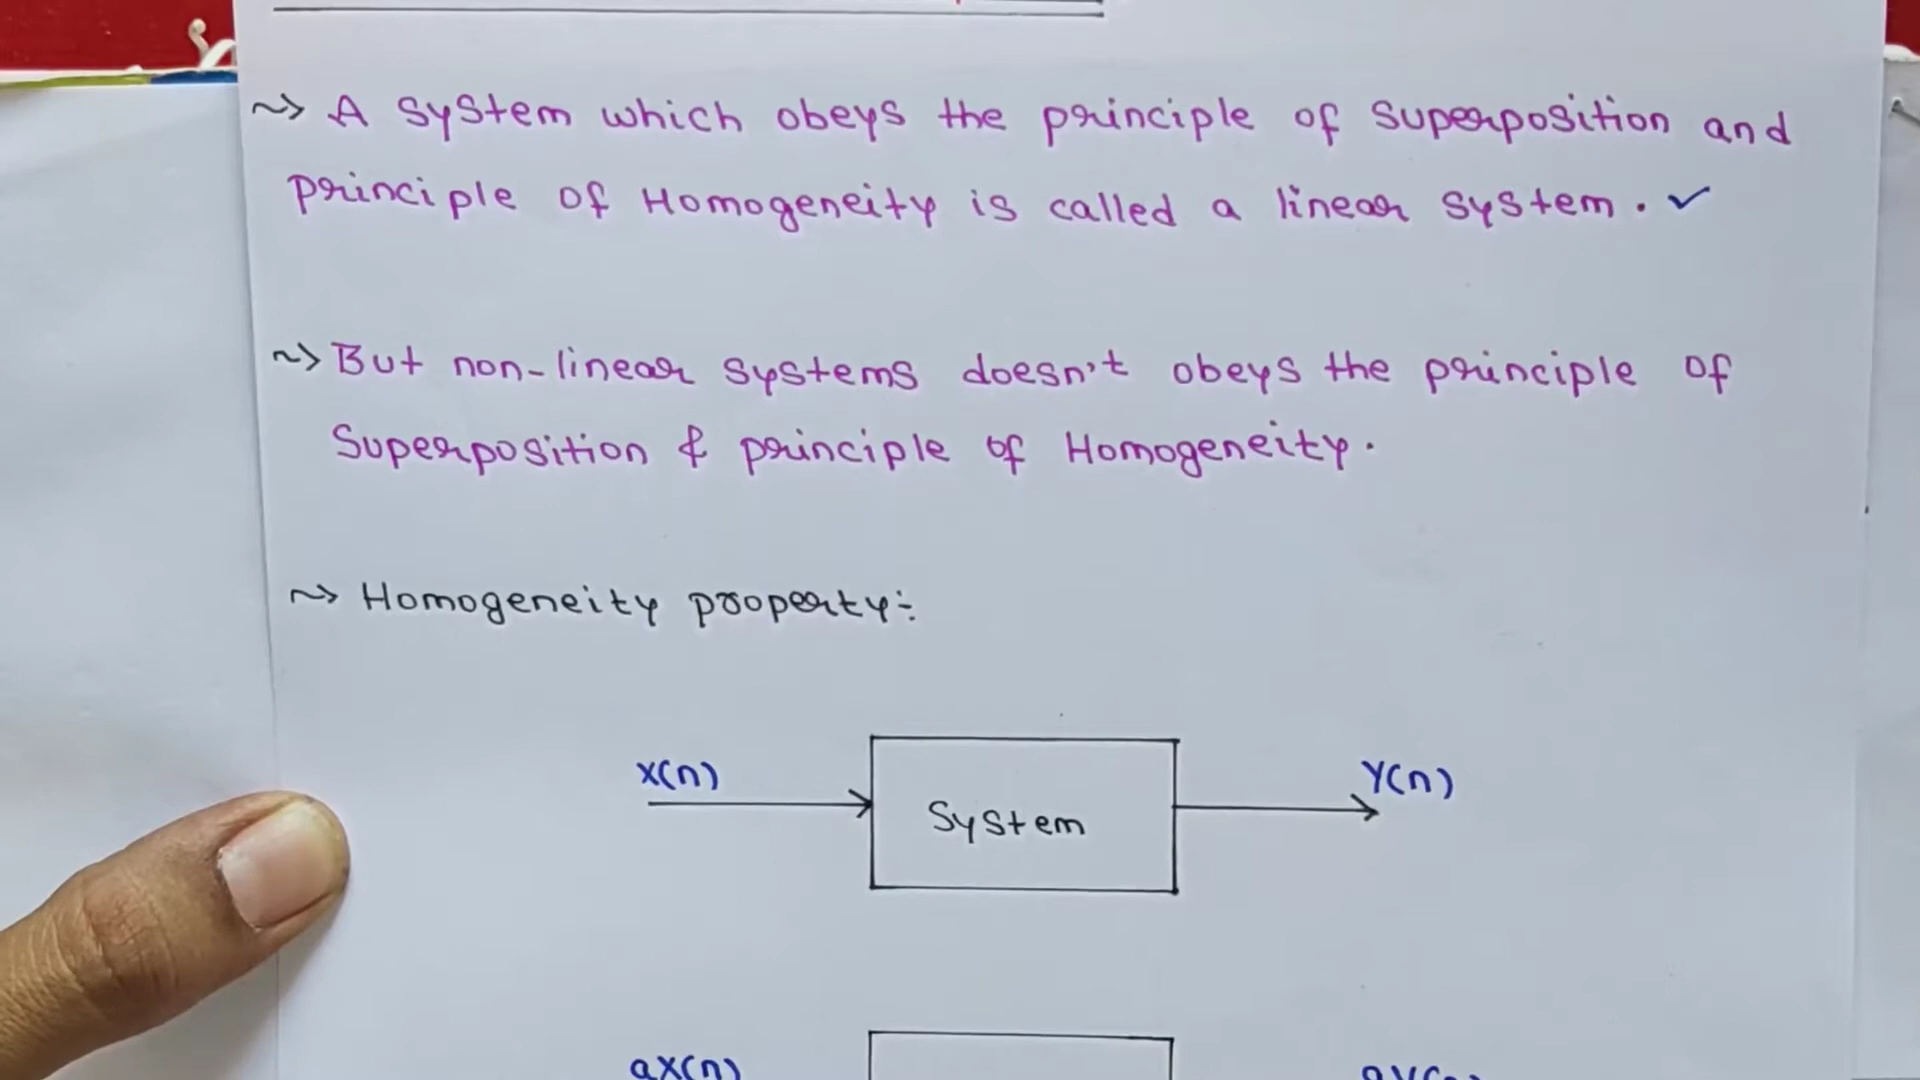 ~> A System which obeys the principle of Superposition and
principle of Homogeneity is called a linear system. ✓
~> But non-linear systems doesn't obeys the principle of
Superposition & principle of Homogeneity.
~> Homogeneity property:-
x(n)
System
y(n)
ax(n)